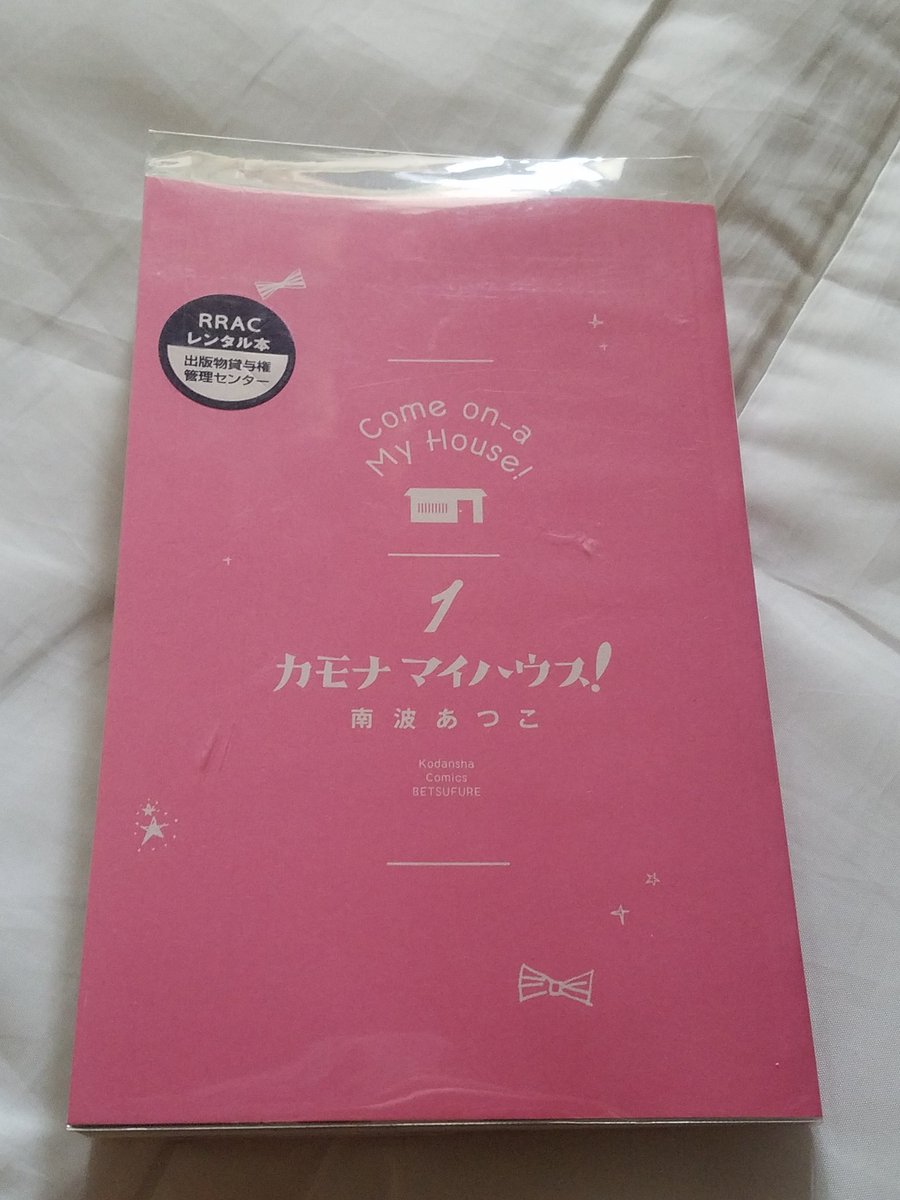 RRAC
レンタル本
出版物貸与権
管理センター
Come on-a
My House!
1
カモナ マイハウス!
南波あつこ
Kodansha
Comics
BETSUFURE